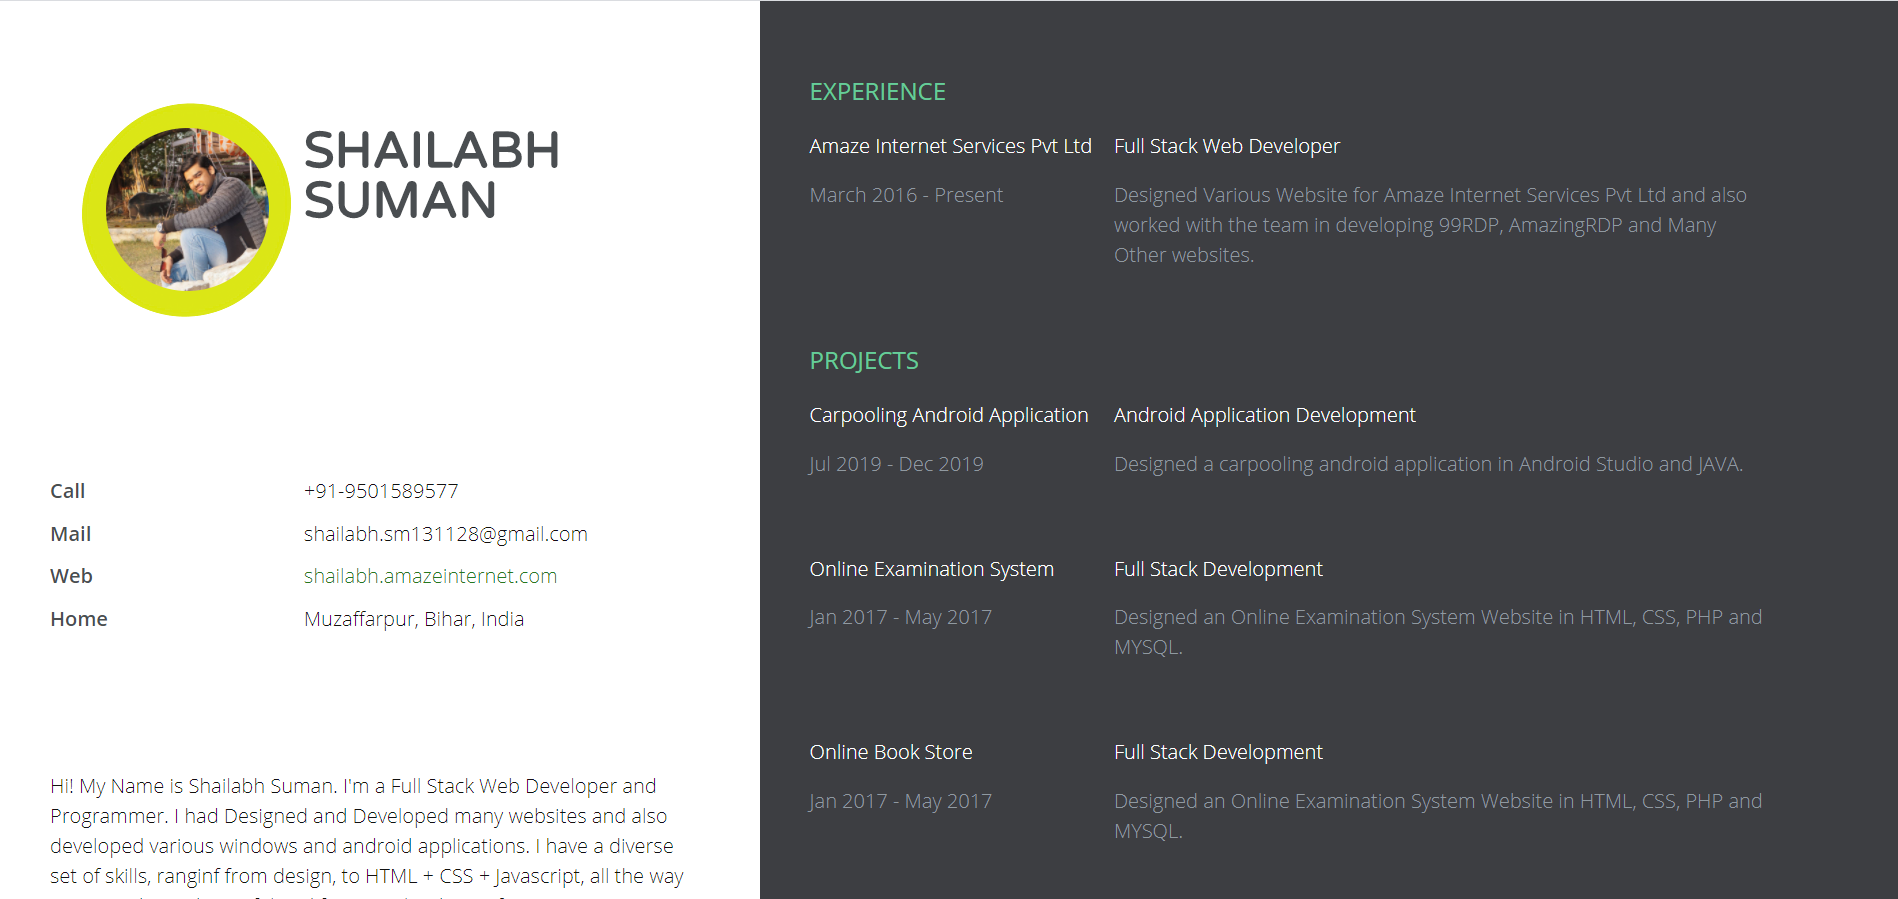 SHAILABH
SUMAN
Call +91-9501589577
Mail shailabh.sm131128@gmail.com
Web shailabh.amazeinternet.com
Home Muzaffarpur, Bihar, India
Hi! My Name is Shailabh Suman. I'm a Full Stack Web Developer and
Programmer. I had Designed and Developed many websites and also
developed various windows and android applications. I have a diverse
set of skills, ranginf from design, to HTML + CSS + Javascript, all the way
EXPERIENCE
Amaze Internet Services Pvt Ltd Full Stack Web Developer
March 2016 - Present Designed Various Website for Amaze Internet Services Pvt Ltd and also
worked with the team in developing 99RDP, AmazingRDP and Many
Other websites.
PROJECTS
Carpooling Android Application Android Application Development
Jul 2019 - Dec 2019 Designed a carpooling android application in Android Studio and JAVA.
Online Examination System Full Stack Development
Jan 2017 - May 2017 Designed an Online Examination System Website in HTML, CSS, PHP and
MYSQL.
Online Book Store Full Stack Development
Jan 2017 - May 2017 Designed an Online Examination System Website in HTML, CSS, PHP and
MYSQL.